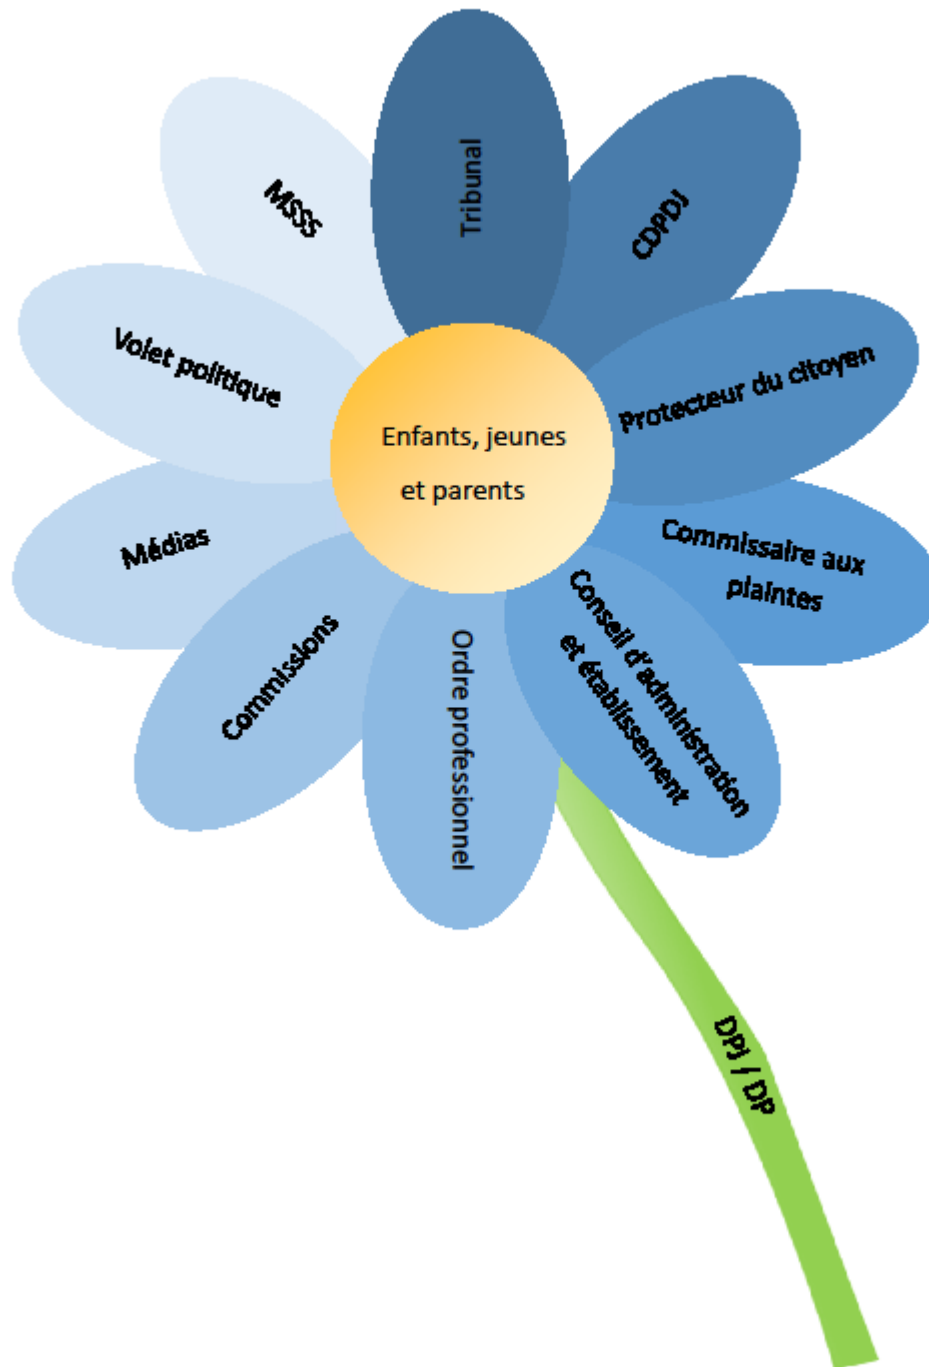 Tribunal
CDPDJ
Protecteur du citoyen
Commissaire aux
plaintes
Conseil d'administration
et établissement
Ordre professionnel
Commissions
Médias
Volet politique
MSSS
Enfants, jeunes
et parents
DPJ / DP